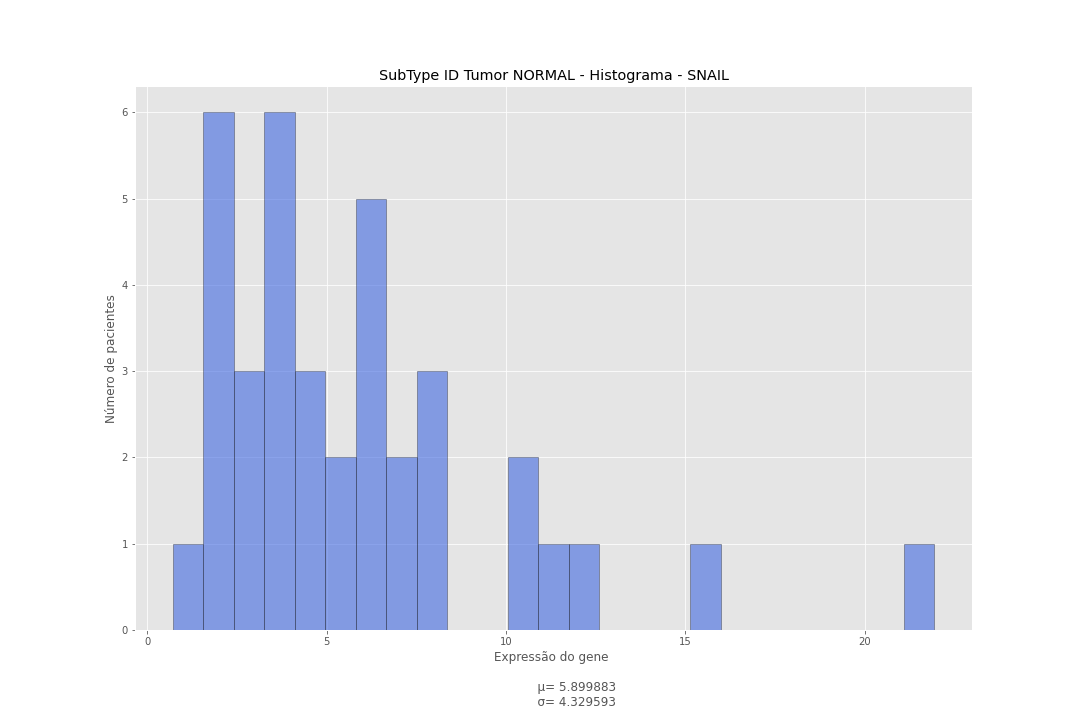 SubType ID Tumor NORMAL - Histograma - SNAIL
6
5
4
3
2
1
0
Número de pacientes
0 5 10 15 20
Expressão do gene
μ= 5.899883
σ= 4.329593